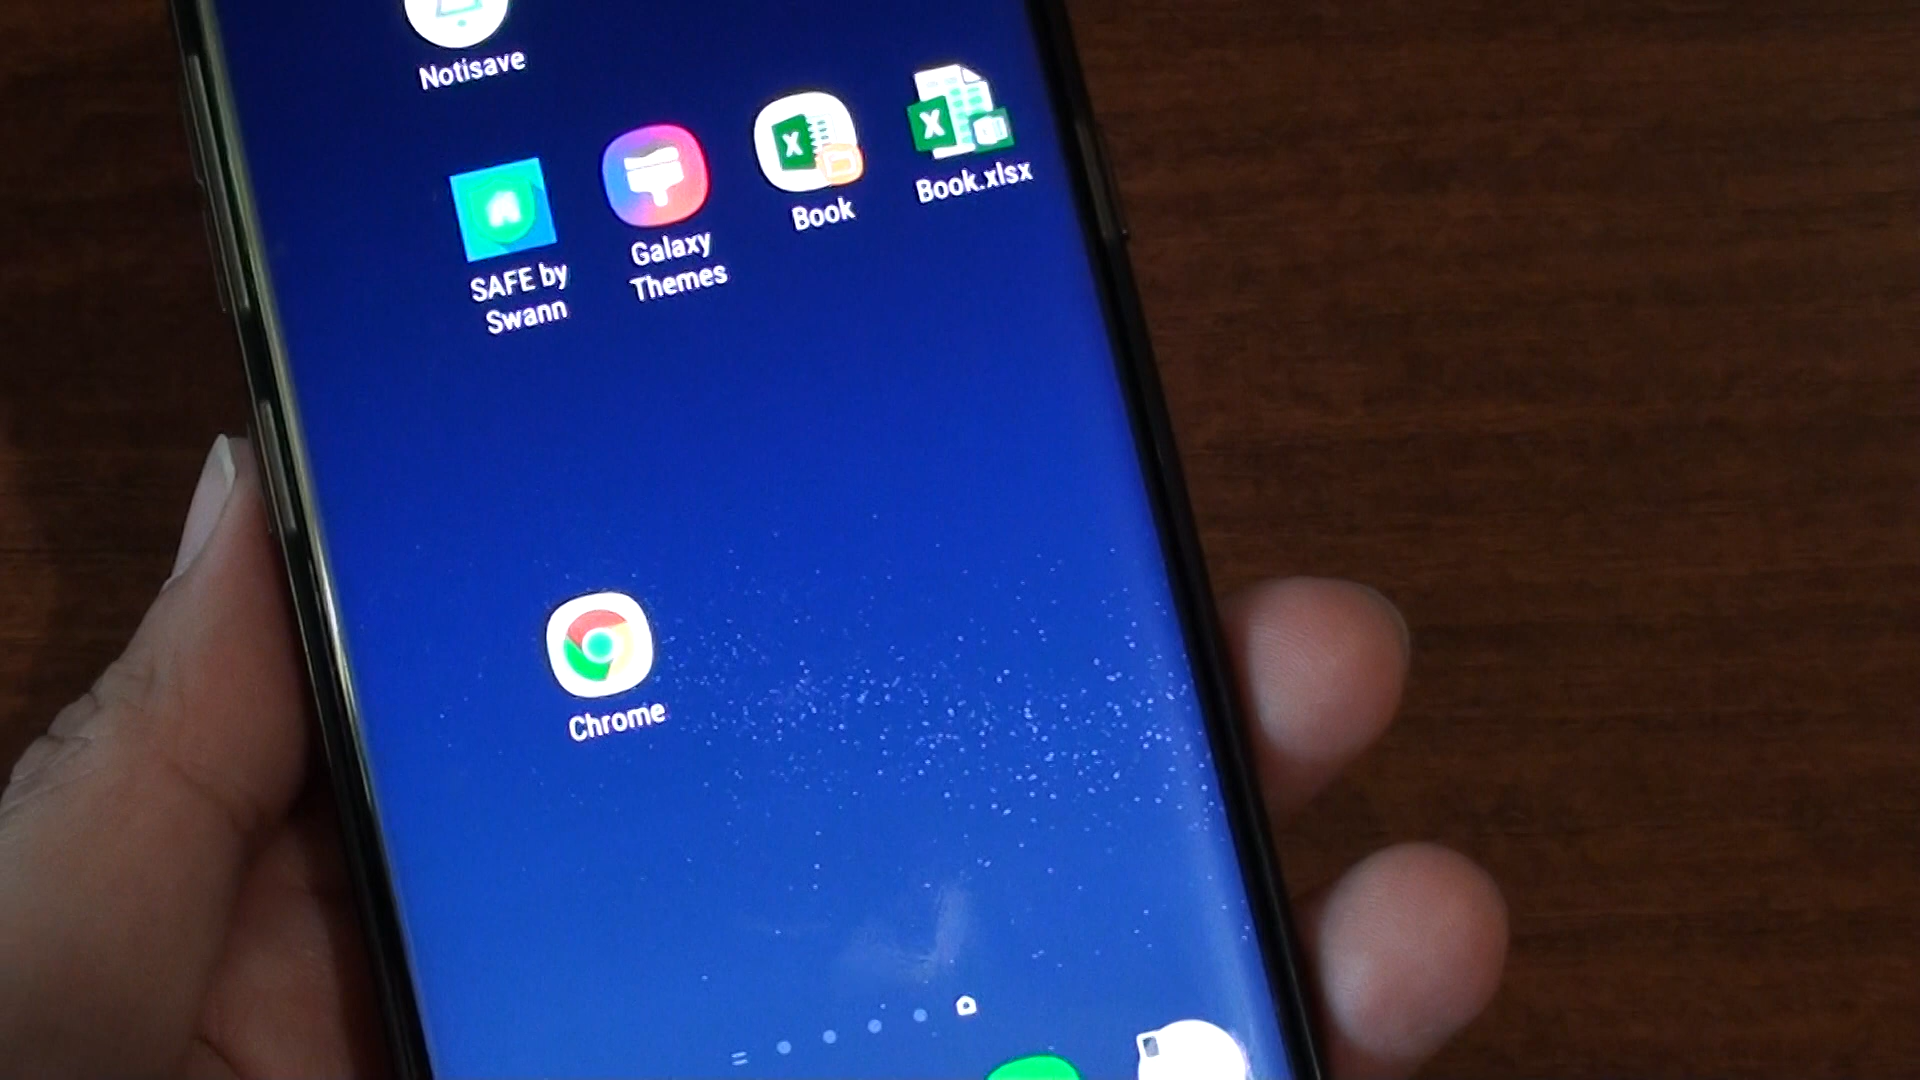 Notisave
SAFE by
Swann
Galaxy
Themes
Book
Book.xlsx
Chrome